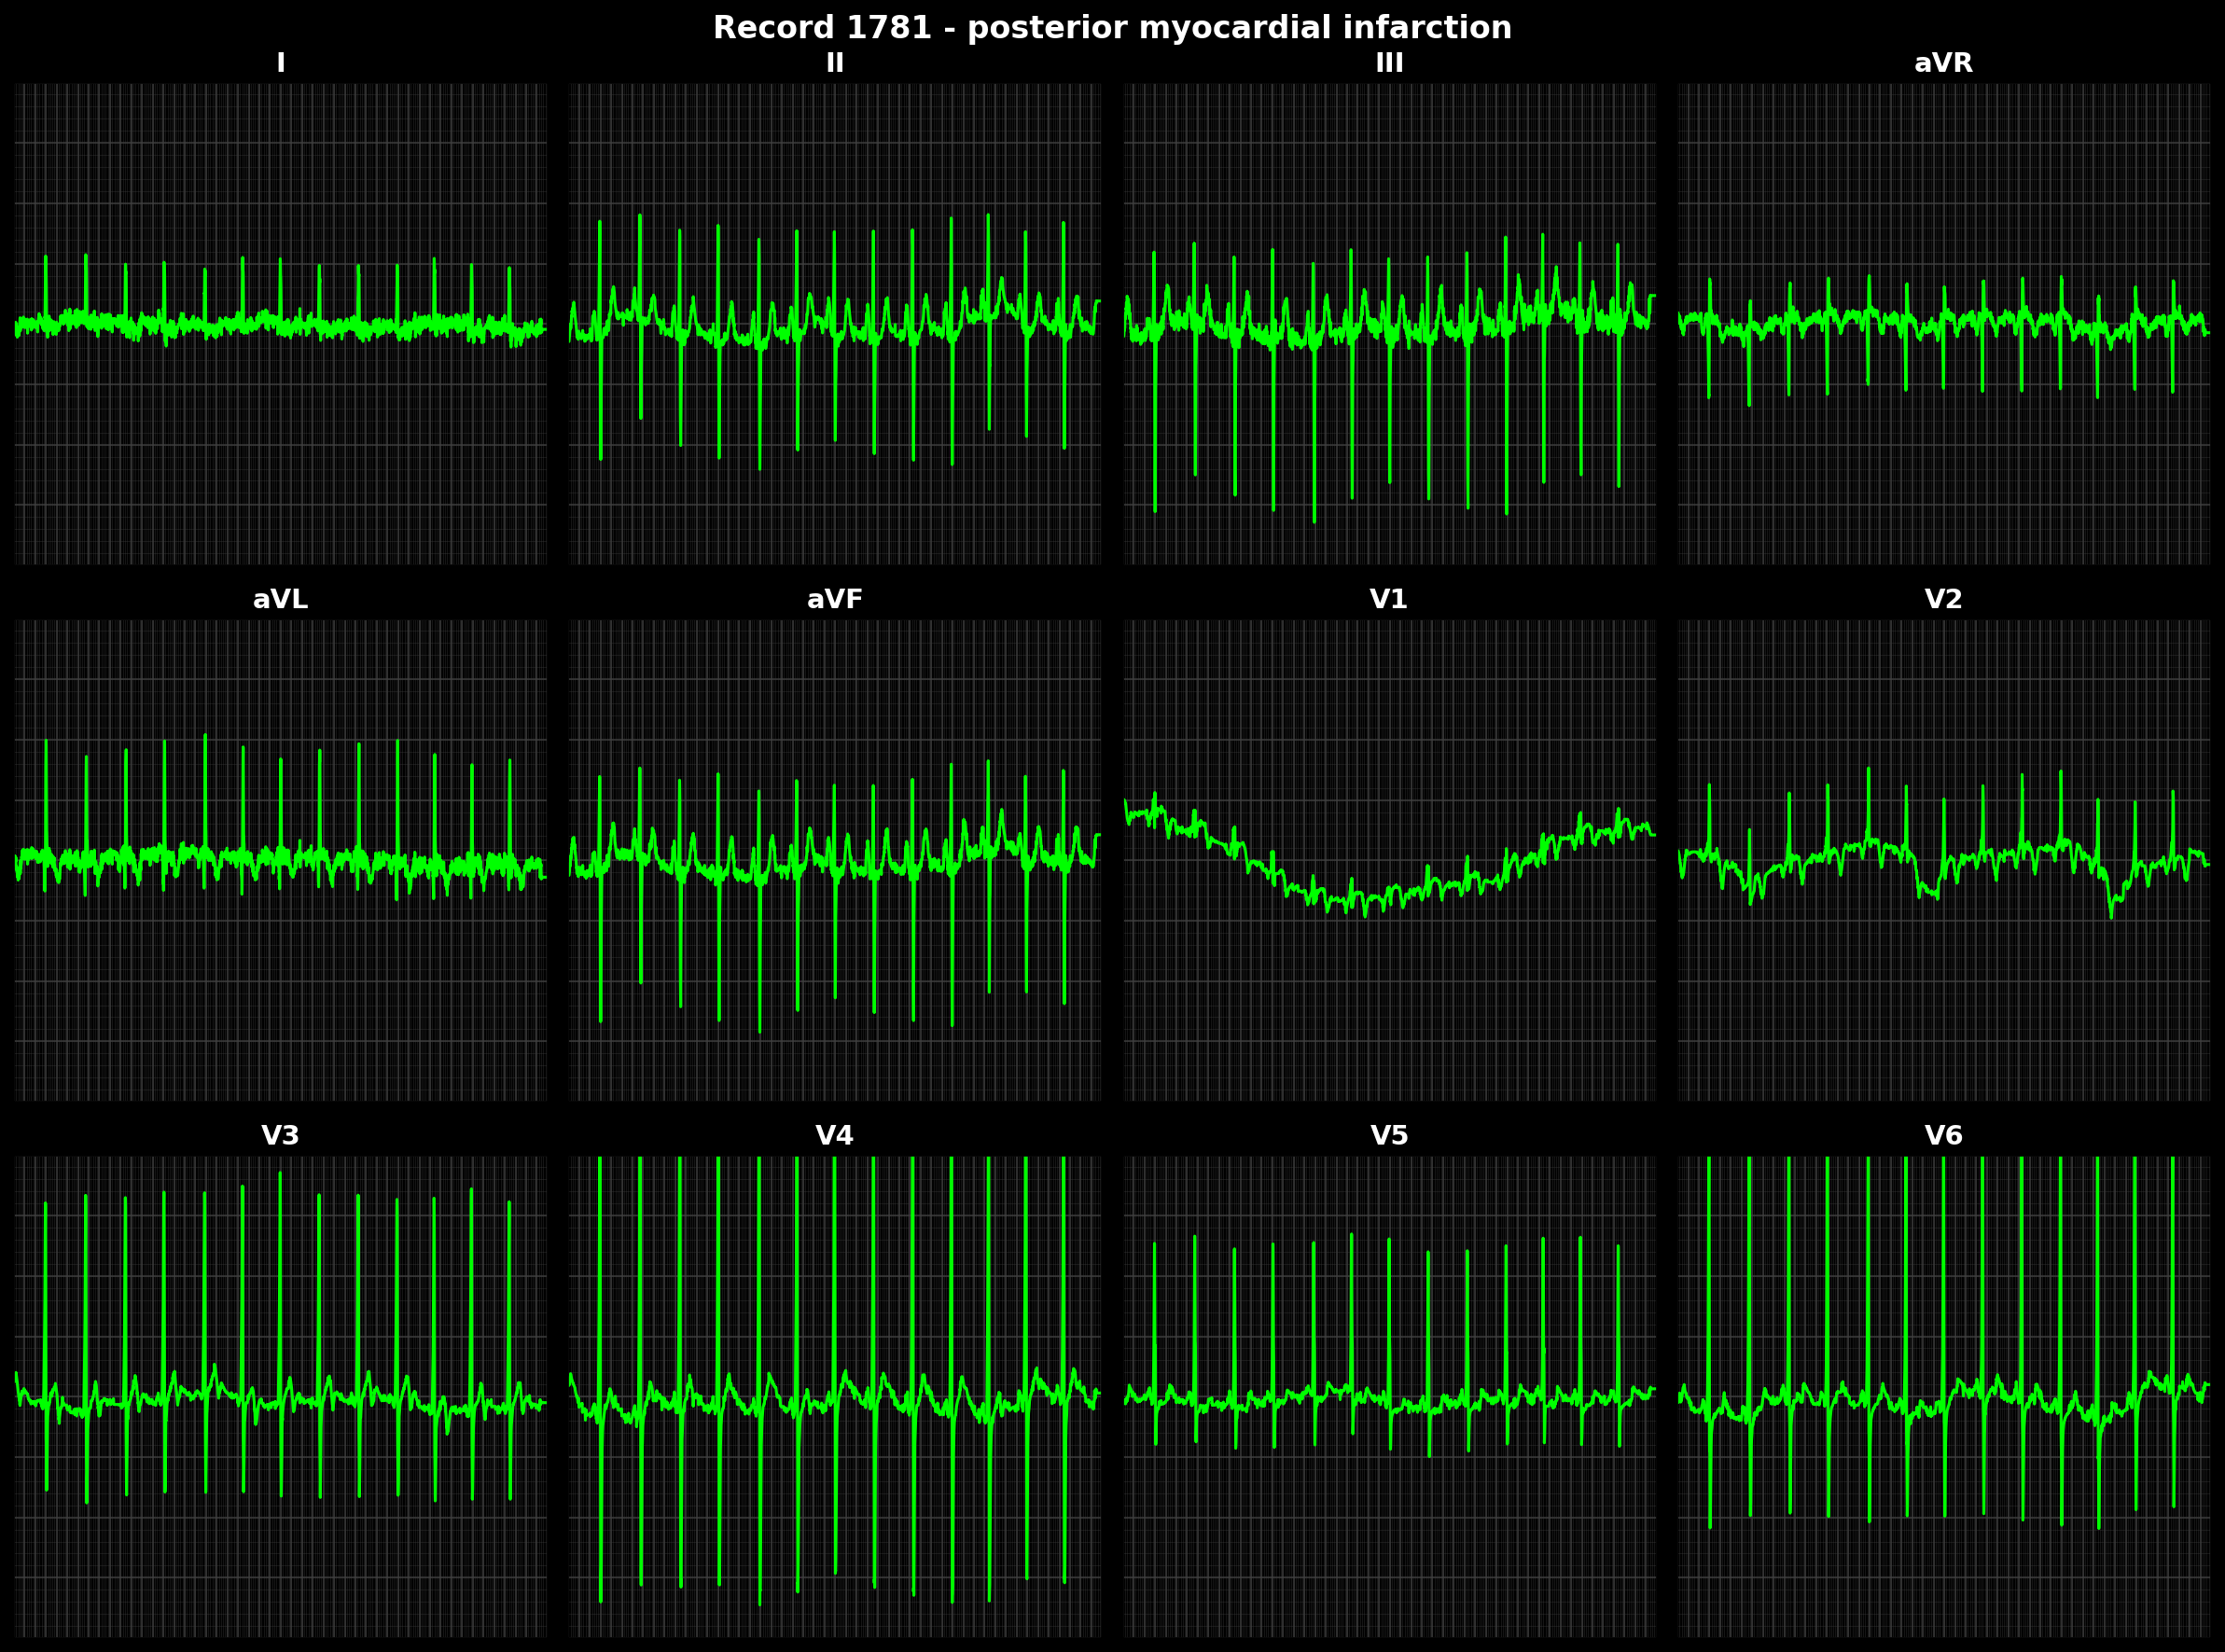 Record 1781 - posterior myocardial infarction
I
II
III
aVR
aVL
aVF
V1
V2
V3
V4
V5
V6